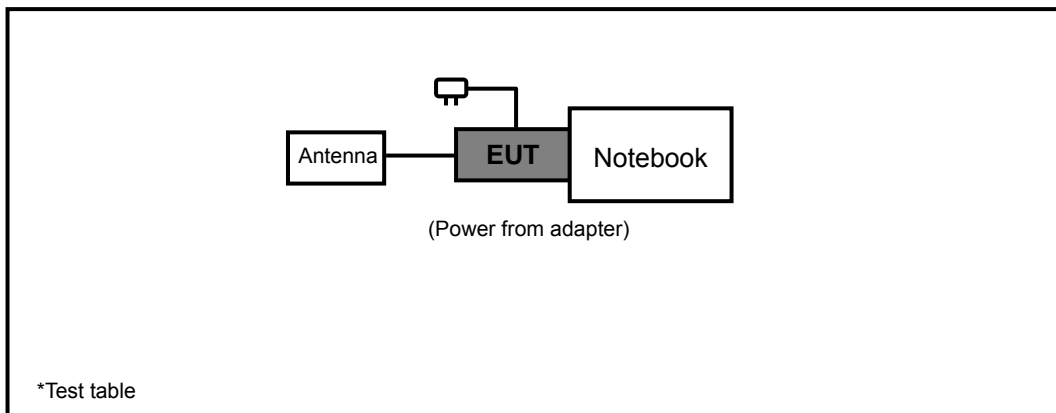 Antenna
EUT
Notebook
(Power from adapter)
*Test table